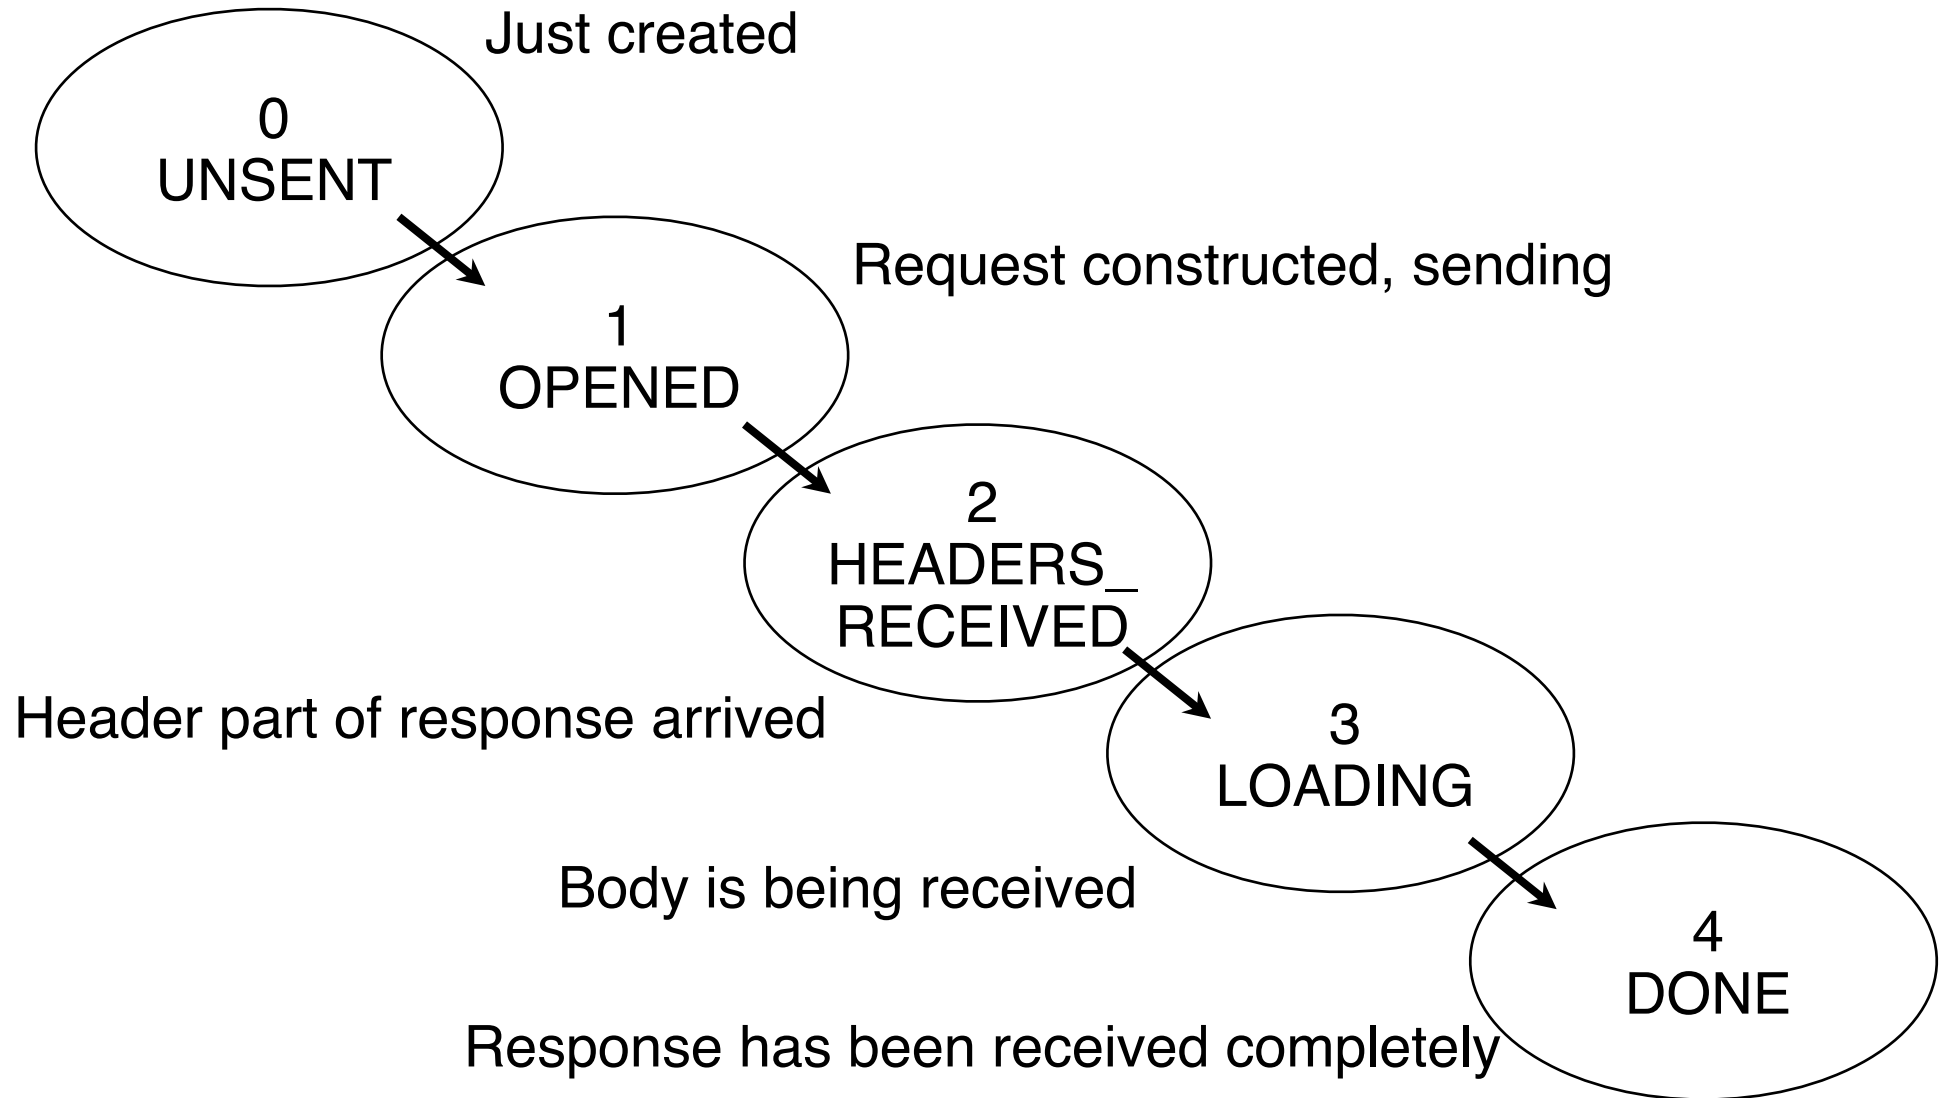 Just created
0
UNSENT
Request constructed, sending
1
OPENED
2
HEADERS_
RECEIVED
Header part of response arrived
3
LOADING
Body is being received
4
DONE
Response has been received completely